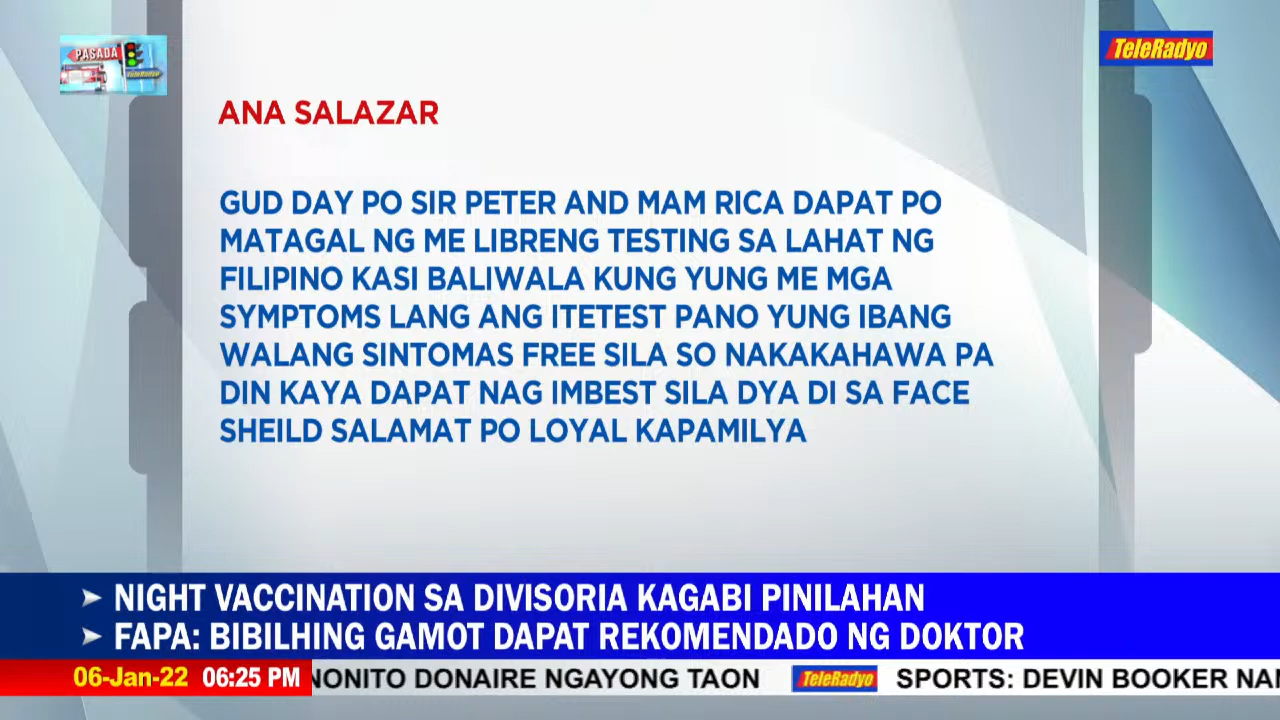 PASADA
TeleRadyo
TeleRadyo
ANA SALAZAR
GUD DAY PO SIR PETER AND MAM RICA DAPAT PO
MATAGAL NG ME LIBRENG TESTING SA LAHAT NG
FILIPINO KASI BALIWALA KUNG YUNG ME MGA
SYMPTOMS LANG ANG ITETEST PANO YUNG IBANG
WALANG SINTOMAS FREE SILA SO NAKAKAHAWA PA
DIN KAYA DAPAT NAG IMBEST SILA DYA DI SA FACE
SHEILD SALAMAT PO LOYAL KAPAMILYA
NIGHT VACCINATION SA DIVISORIA KAGABI PINILAHAN
FAPA: BIBILHING GAMOT DAPAT REKOMENDADO NG DOKTOR
06-Jan-22 06:25 PM NONITO DONAIRE NGAYONG TAON TeleRadyo SPORTS: DEVIN BOOKER NAN